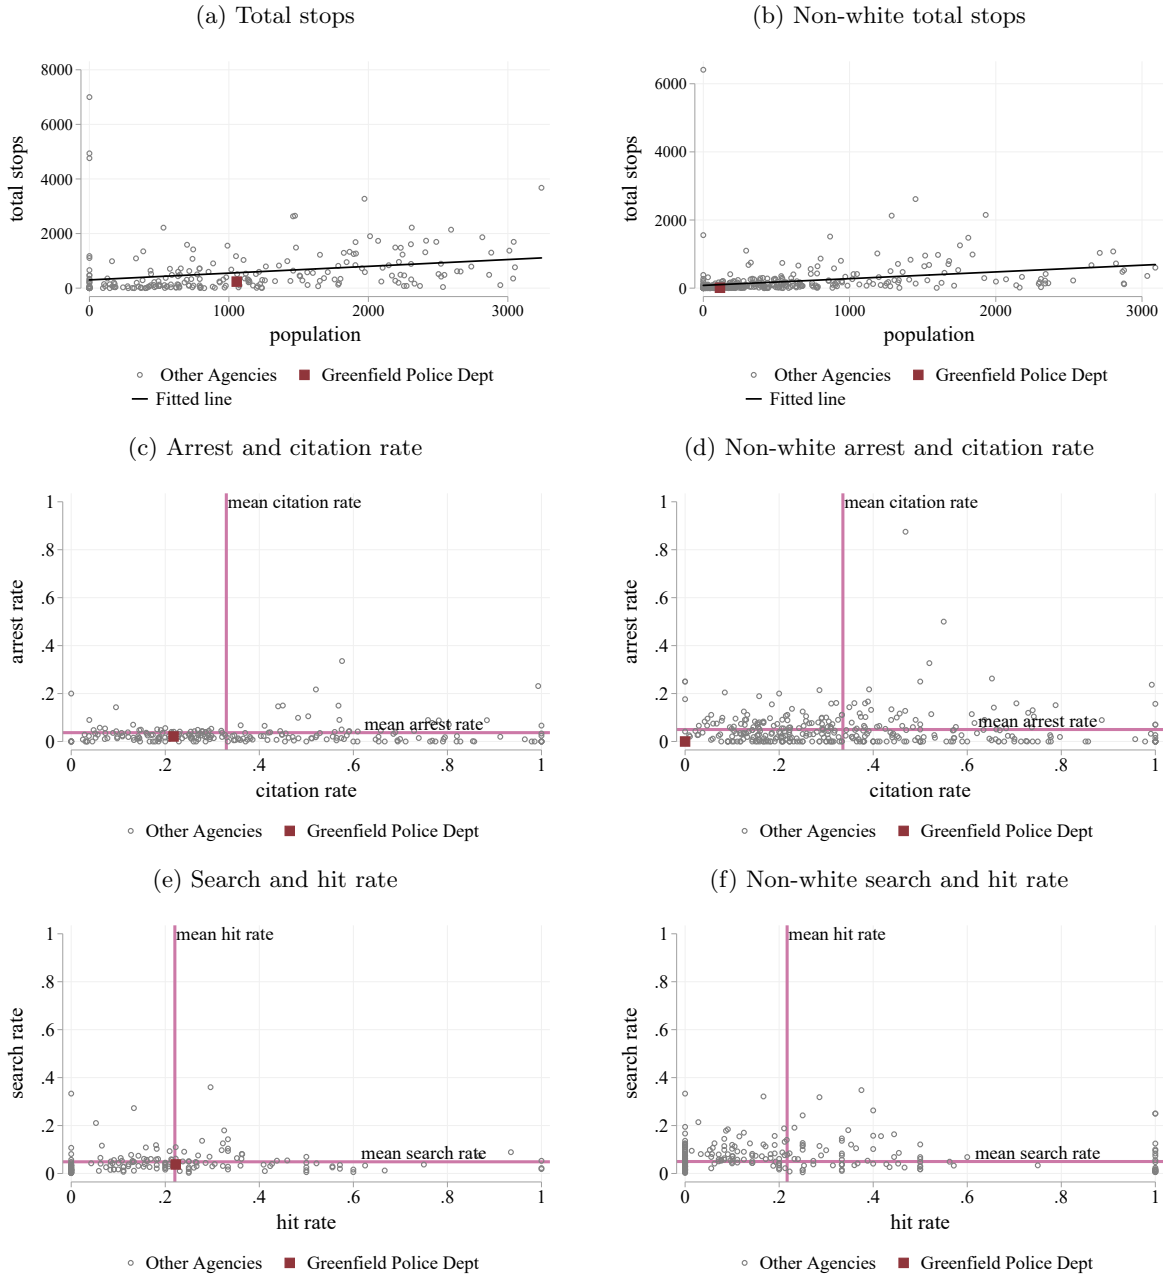 (a) Total stops
(b) Non-white total stops
8000
6000
4000
2000
0
total stops
0
1000
2000
3000
population
Other Agencies
Greenfield Police Dept
Fitted line
6000
4000
2000
0
total stops
0
1000
2000
3000
population
Other Agencies
Greenfield Police Dept
Fitted line
(c) Arrest and citation rate
(d) Non-white arrest and citation rate
1
.8
.6
.4
.2
0
arrest rate
mean citation rate
mean arrest rate
0
.2
.4
.6
.8
1
citation rate
Other Agencies
Greenfield Police Dept
1
.8
.6
.4
.2
0
arrest rate
mean citation rate
mean arrest rate
0
.2
.4
.6
.8
1
citation rate
Other Agencies
Greenfield Police Dept
(e) Search and hit rate
(f) Non-white search and hit rate
1
.8
.6
.4
.2
0
search rate
mean hit rate
mean search rate
0
.2
.4
.6
.8
1
hit rate
Other Agencies
Greenfield Police Dept
1
.8
.6
.4
.2
0
search rate
mean hit rate
mean search rate
0
.2
.4
.6
.8
1
hit rate
Other Agencies
Greenfield Police Dept